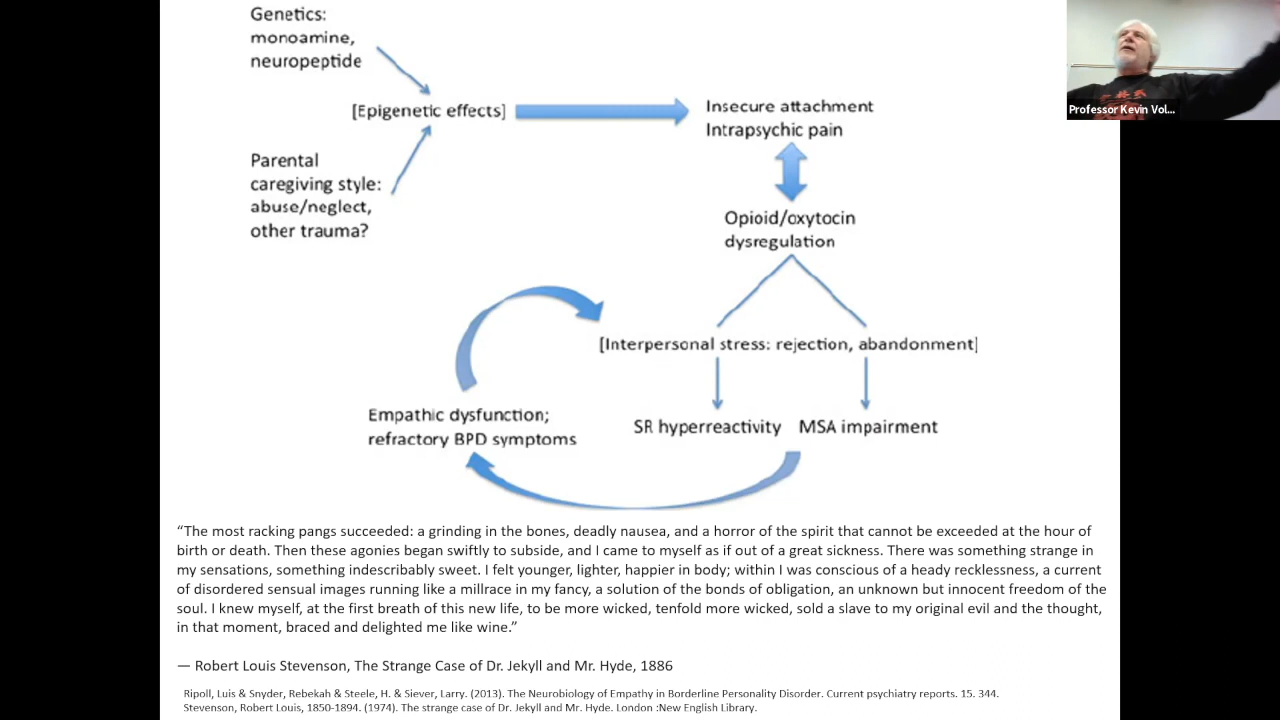 Genetics:
monoamine,
neuropeptide
[Epigenetic effects]
Insecure attachment
Intrapsychic pain
Parental
caregiving style:
abuse/neglect,
other trauma?
Opioid/oxytocin
dysregulation
[Interpersonal stress: rejection, abandonment]
Empathic dysfunction;
refractory BPD symptoms
SR hyperreactivity
MSA impairment
“The most racking pangs succeeded: a grinding in the bones, deadly nausea, and a horror of the spirit that cannot be exceeded at the hour of
birth or death. Then these agonies began swiftly to subside, and I came to myself as if out of a great sickness. There was something strange in
my sensations, something indescribably sweet. I felt younger, lighter, happier in body; within I was conscious of a heady recklessness, a current
of disordered sensual images running like a millrace in my fancy, a solution of the bonds of obligation, an unknown but innocent freedom of the
soul. I knew myself, at the first breath of this new life, to be more wicked, tenfold more wicked, sold a slave to my original evil and the thought,
in that moment, braced and delighted me like wine.”
— Robert Louis Stevenson, The Strange Case of Dr. Jekyll and Mr. Hyde, 1886
Ripoll, Luis & Snyder, Rebekah & Steele, H. & Siever, Larry. (2013). The Neurobiology of Empathy in Borderline Personality Disorder. Current psychiatry reports. 15. 344.
Stevenson, Robert Louis, 1850-1894. (1974). The strange case of Dr. Jekyll and Mr. Hyde. London :New English Library.
Professor Kevin Vol...